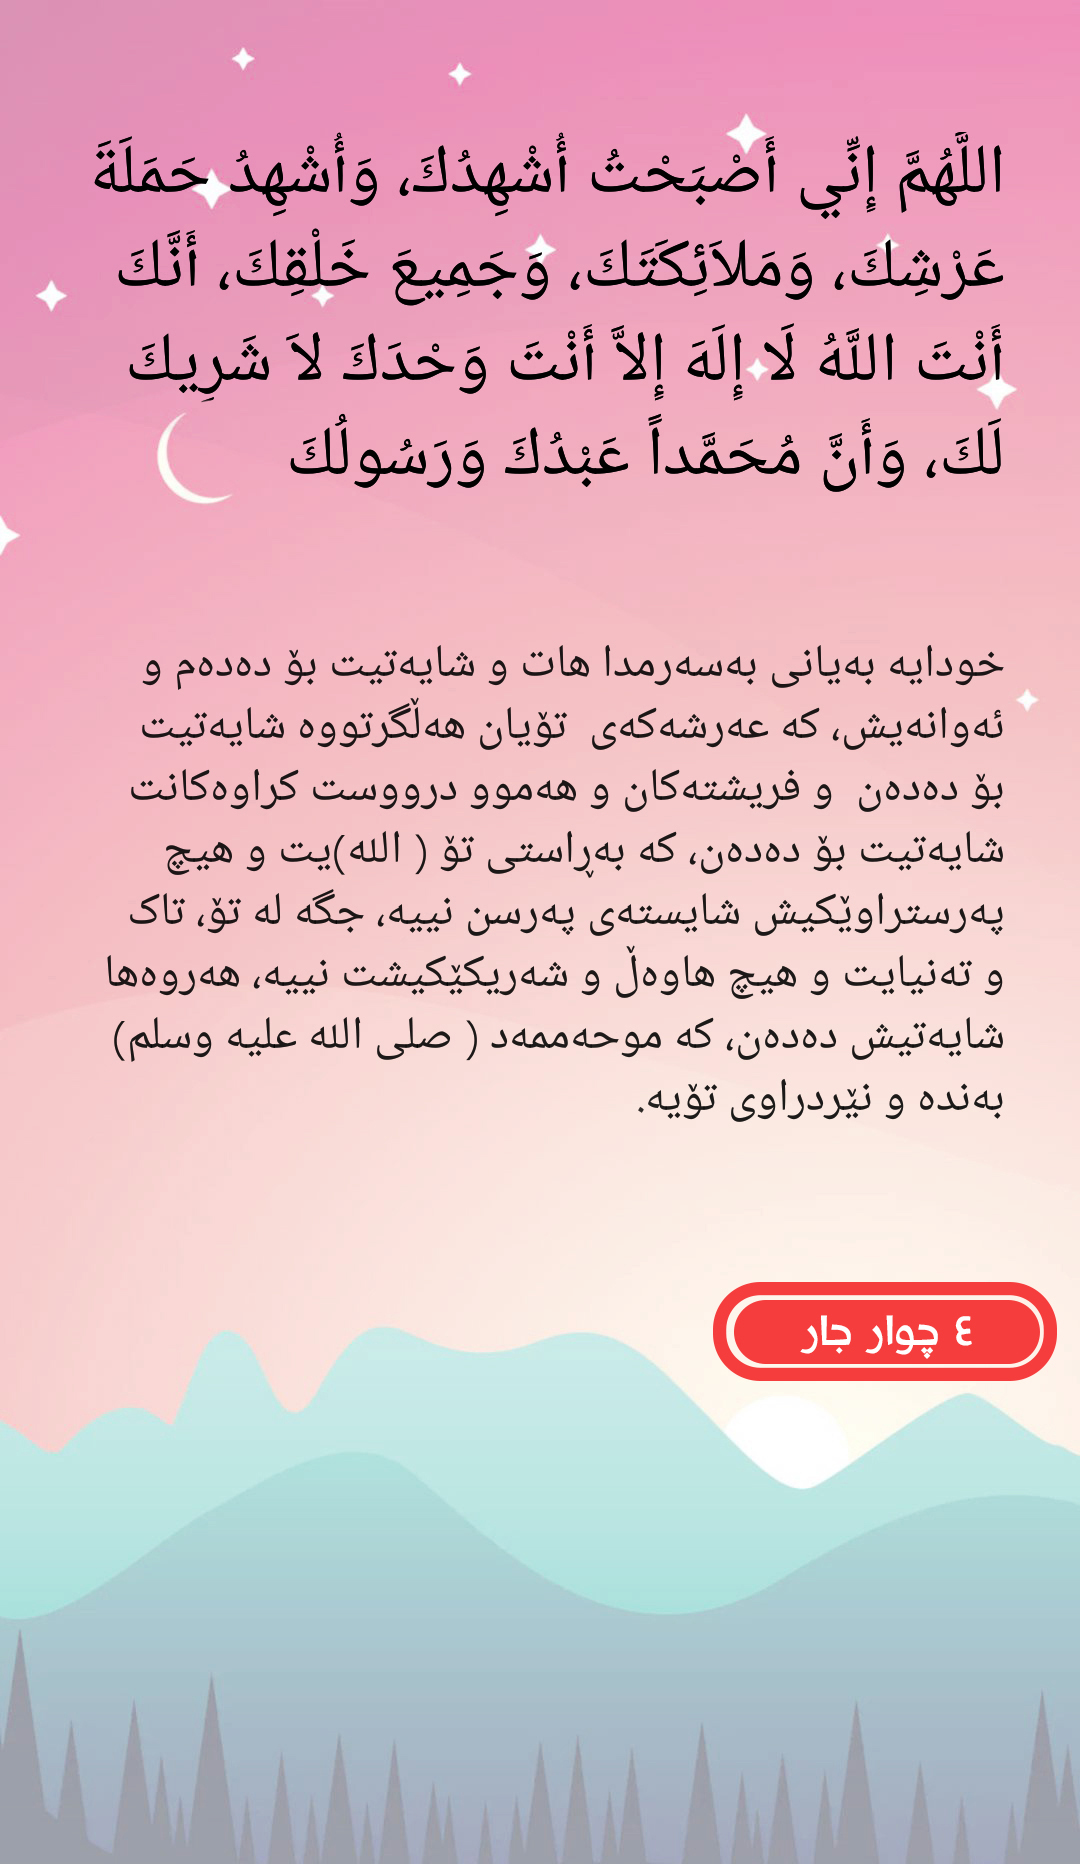 اللَّهُمَّ إِنِّي أَصْبَحْتُ أُشْهِدُكَ، وَأُشْهِدُ حَمَلَةَ
عَرْشِكَ، وَمَلاَئِكَتَكَ، وَجَمِيعَ خَلْقِكَ، أَنَّكَ
أَنْتَ اللَّهُ لَا إِلَهَ إِلاَّ أَنْتَ وَحْدَكَ لاَ شَرِيكَ
لَكَ، وَأَنَّ مُحَمَّداً عَبْدُكَ وَرَسُولُكَ
خودایە بەیانی بەسەرمدا هات و شایەتیت بۆ دەدەم و
ئەوانەیش، کە عەرشەکەی تۆیان هەڵگرتووە شایەتیت
بۆ دەدەن و فریشتەکان و هەموو درووست کراوەکانت
شایەتیت بۆ دەدەن، کە بەڕاستی تۆ ( الله)یت و هیچ
پەرستراوێکیش شایستەی پەرسن نییە، جگە لە تۆ، تاک
و تەنیایت و هیچ هاوەڵ و شەریکێکیشت نییە، هەروەها
شایەتیش دەدەن، کە موحەممەد ( صلی الله علیه وسلم)
بەندە و نێردراوی تۆیە.
٤ چوار جار